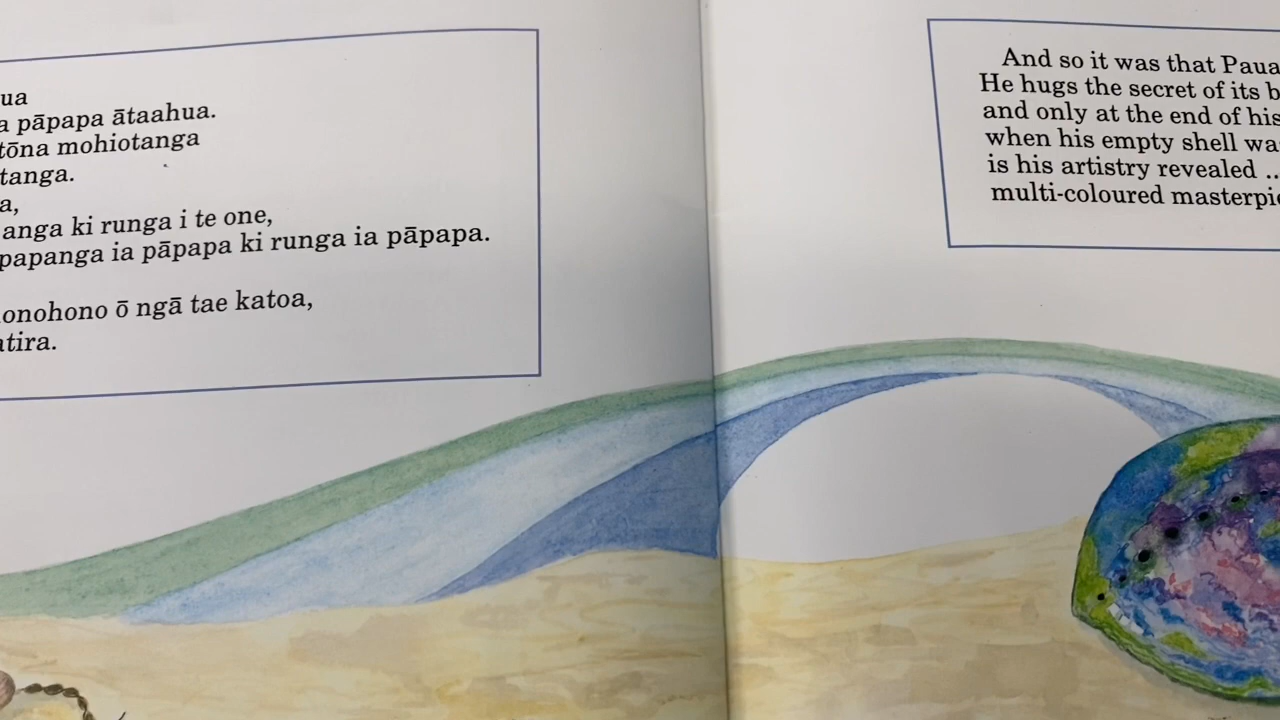 ua
a pāpapa ātaahua.
tōna mohiotanga
tanga.
a,
anga ki runga i te one,
papanga ia pāpapa ki runga ia pāpapa.
onohono ō ngā tae katoa,
tira.
And so it was that Paua
He hugs the secret of its b
and only at the end of his
when his empty shell wa
is his artistry revealed ..
multi-coloured masterpie